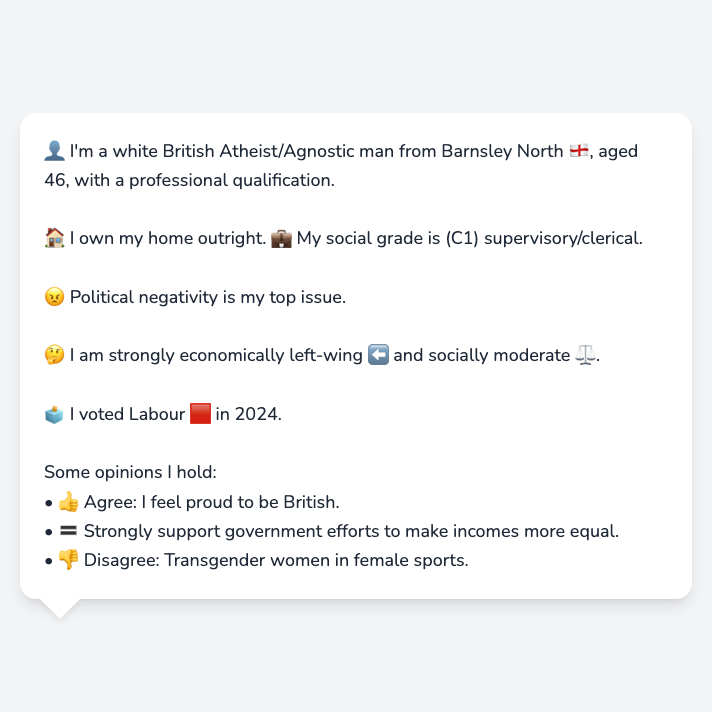 👤 I'm a white British Atheist/Agnostic man from Barnsley North 🏴󠁧󠁢󠁥󠁮󠁧󠁿, aged
46, with a professional qualification.
🏠 I own my home outright. 💼 My social grade is (C1) supervisory/clerical.
😠 Political negativity is my top issue.
🤔 I am strongly economically left-wing ⬅️ and socially moderate ⚖️.
🗳️ I voted Labour 🟥 in 2024.
Some opinions I hold:
• 👍 Agree: I feel proud to be British.
• 🟰 Strongly support government efforts to make incomes more equal.
• 👎 Disagree: Transgender women in female sports.